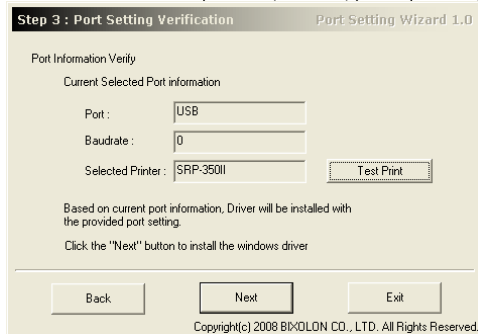 Step 3 : Port Setting Verification
Port Setting Wizard 1.0
Port Information Verify
Current Selected Port information
Port :
USB
Baudrate :
0
Selected Printer :
SRP-350II
Test Print
Based on current port information, Driver will be installed with
the provided port setting.
Click the "Next" button to install the windows driver
Back
Next
Exit
Copyright(c) 2008 BIXOLON CO., LTD. All Rights Reserved.